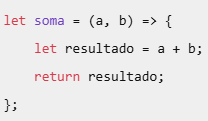 let soma = (a, b) => {
    let resultado = a + b;
    return resultado;
};